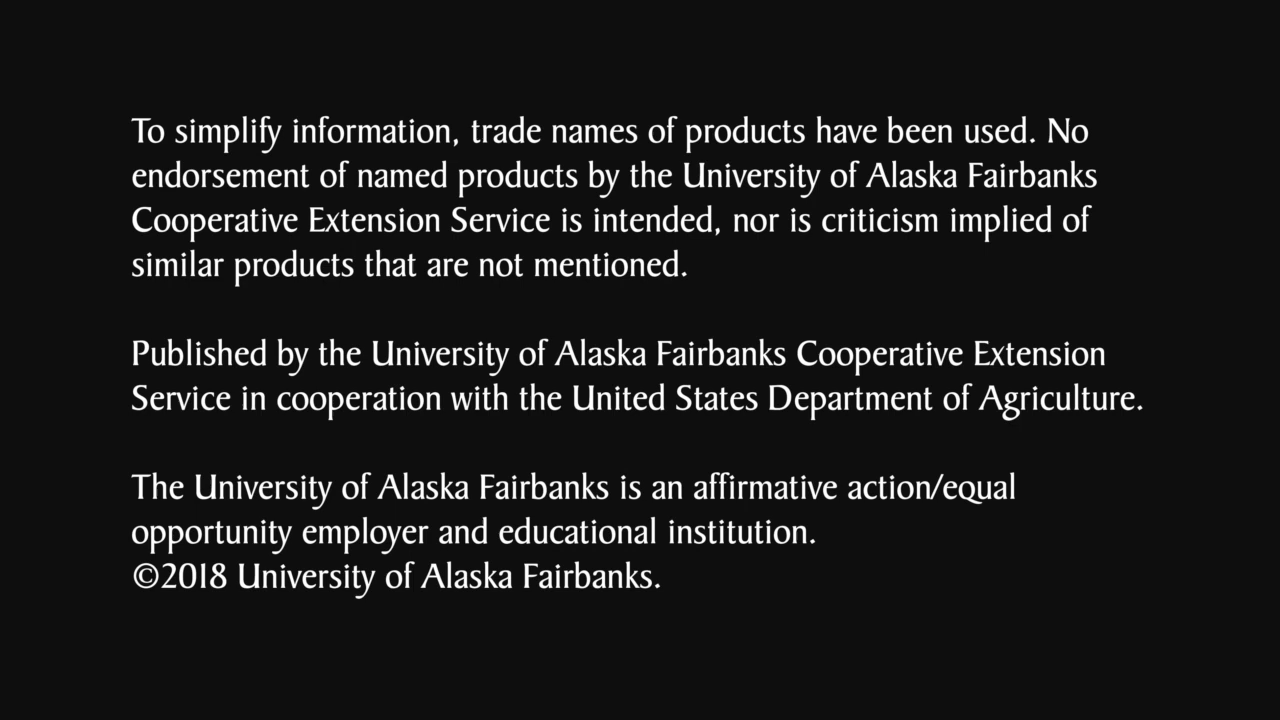 To simplify information, trade names of products have been used. No
endorsement of named products by the University of Alaska Fairbanks
Cooperative Extension Service is intended, nor is criticism implied of
similar products that are not mentioned.
Published by the University of Alaska Fairbanks Cooperative Extension
Service in cooperation with the United States Department of Agriculture.
The University of Alaska Fairbanks is an affirmative action/equal
opportunity employer and educational institution.
©2018 University of Alaska Fairbanks.